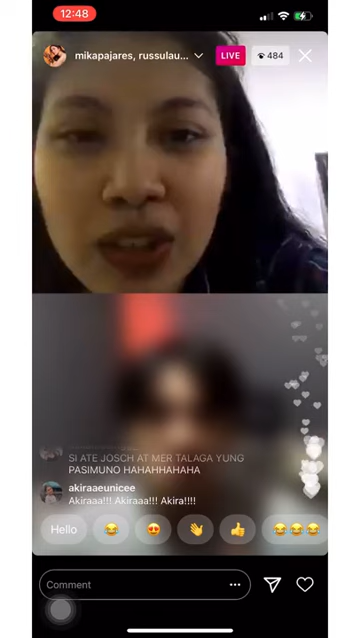 12:48
mikapajares, russulau...
LIVE
484
SI ATE JOSCH AT MER TALAGA YUNG
PASIMUNO HAHAHHAHAHA
akiraaeunicee
Akiraaa!!! Akiraaa!!! Akira!!!!
Hello
Comment